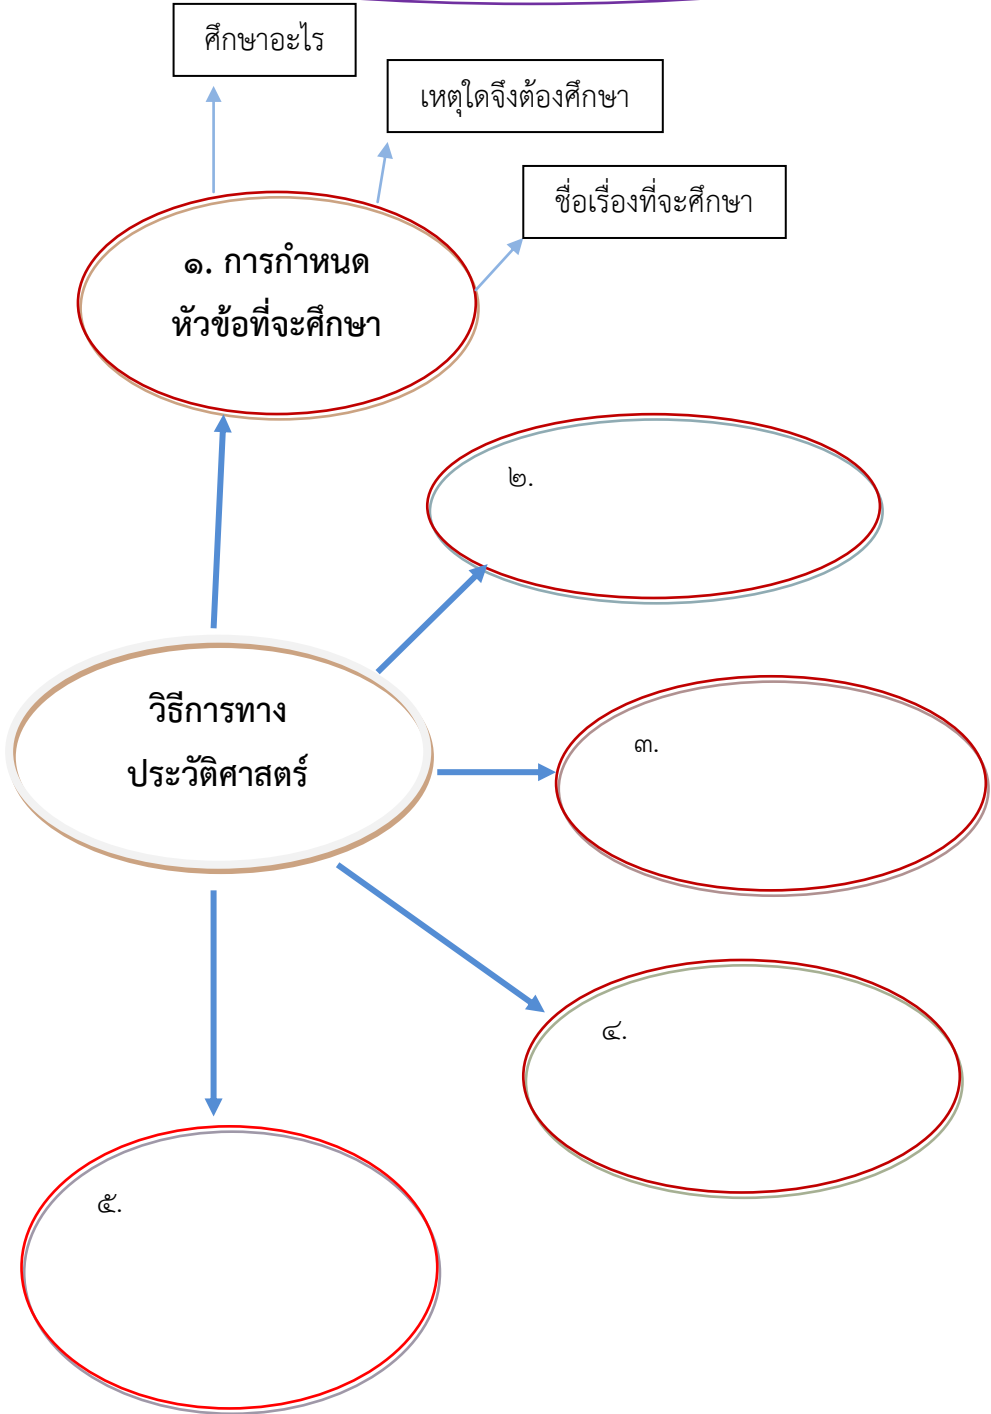 ศึกษาอะไร
เหตุใดจึงต้องศึกษา
ชื่อเรื่องที่จะศึกษา
๑. การกำหนด
หัวข้อที่จะศึกษา
๒.
วิธีการทาง
ประวัติศาสตร์
๓.
๔.
๕.